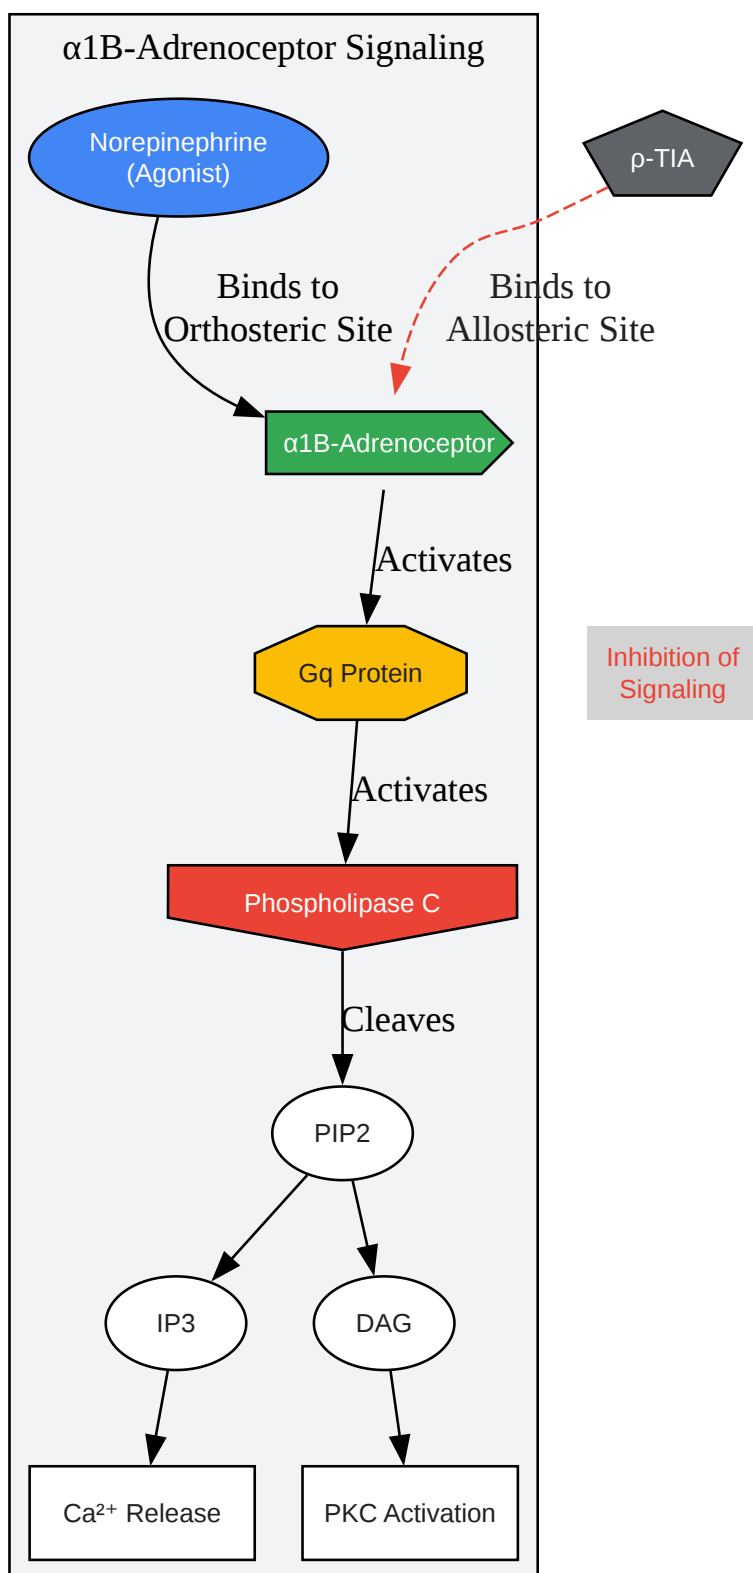 α1B-Adrenoceptor Signaling
Norepinephrine
(Agonist)
ρ-TIA
Binds to
Orthosteric Site
Binds to
Allosteric Site
α1B-Adrenoceptor
Activates
Gq Protein
Inhibition of
Signaling
Activates
Phospholipase C
Cleaves
PIP2
IP3
DAG
Ca²⁺ Release
PKC Activation